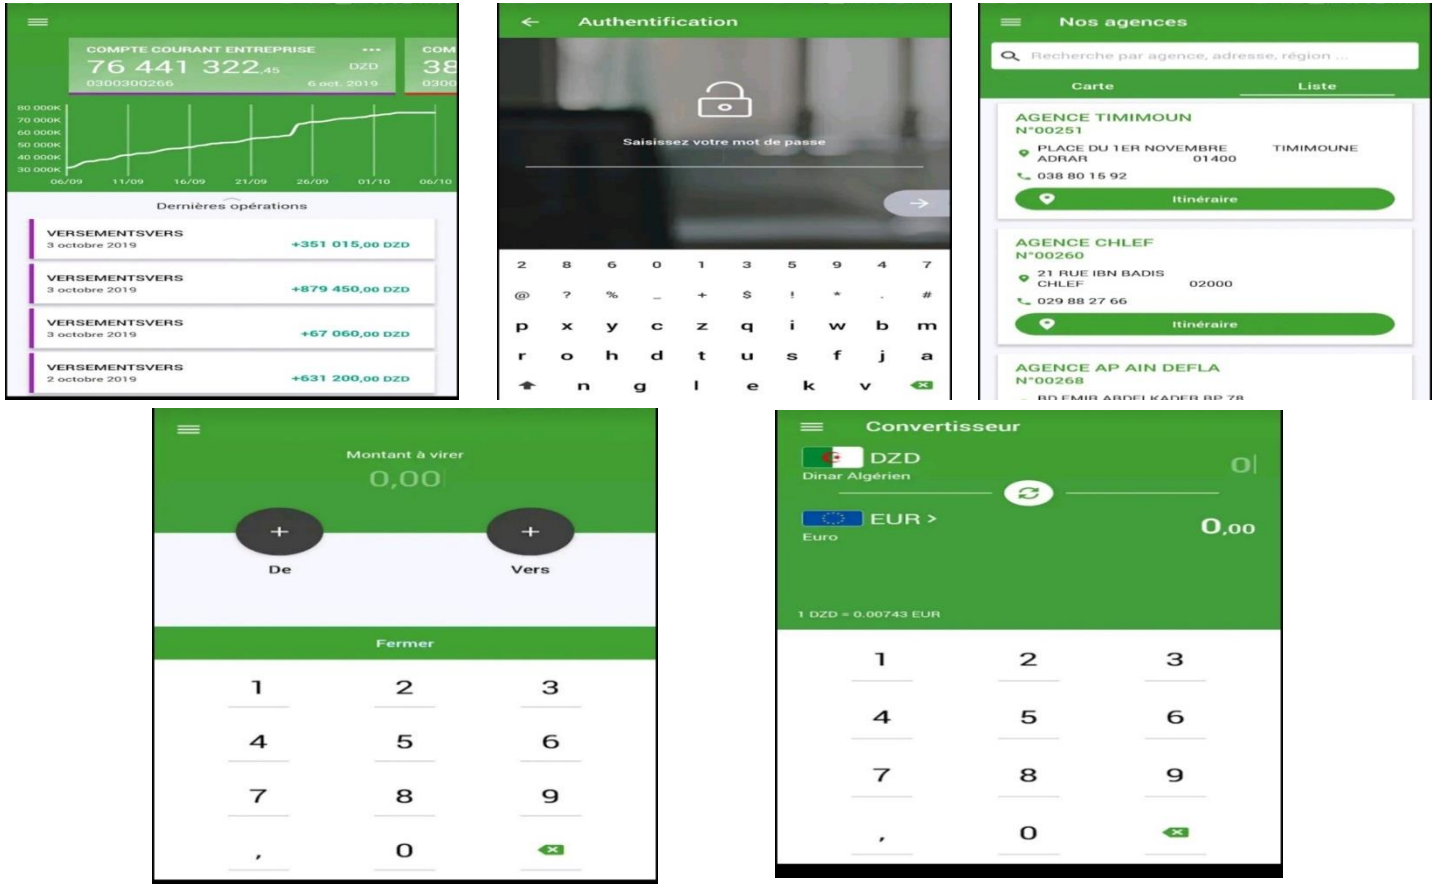 COMPTE COURANT ENTREPRISE
76 441 322,45 DZD
0300300266 6 oct. 2019
COM
38
0300
80 000K
70 000K
60 000K
50 000K
40 000K
30 000K
06/09 11/09 16/09 21/09 26/09 01/10 06/10
Dernières opérations
VERSEMENTSVERS
3 octobre 2019 +351 015,00 DZD
VERSEMENTSVERS
3 octobre 2019 +879 450,00 DZD
VERSEMENTSVERS
3 octobre 2019 +67 060,00 DZD
VERSEMENTSVERS
2 octobre 2019 +631 200,00 DZD
Authentification
Saisissez votre mot de passe
2 8 6 0 1 3 5 9 4 7
@ ? % _ + $ ! * . #
p x y c z q i w b m
r o h d t u s f j a
n g l e k v
Nos agences
Recherche par agence, adresse, région ...
Carte Liste
AGENCE TIMIMOUN
N°00251
PLACE DU 1ER NOVEMBRE TIMIMOUNE
ADRAR 01400
038 80 15 92
Itinéraire
AGENCE CHLEF
N°00260
21 RUE IBN BADIS
CHLEF 02000
029 88 27 66
Itinéraire
AGENCE AP AIN DEFLA
N°00268
BD EMIR ABDELKADER BP 78
Montant à virer
0,00
+ +
De Vers
Fermer
1 2 3
4 5 6
7 8 9
, 0
Convertisseur
DZD 0
Dinar Algérien
EUR > 0,00
Euro
1 DZD = 0.00743 EUR
1 2 3
4 5 6
7 8 9
, 0